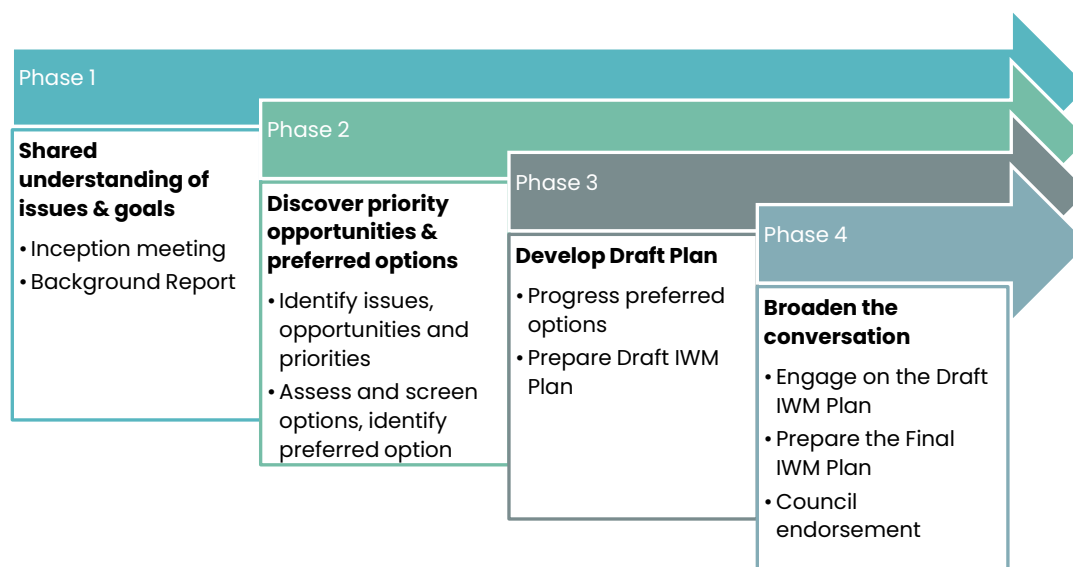 Phase 1
Shared
understanding of
issues & goals
• Inception meeting
• Background Report
Phase 2
Discover priority
opportunities &
preferred options
• Identify issues,
opportunities and
priorities
• Assess and screen
options, identify
preferred option
Phase 3
Develop Draft Plan
• Progress preferred
options
• Prepare Draft IWM
Plan
Phase 4
Broaden the
conversation
• Engage on the Draft
IWM Plan
• Prepare the Final
IWM Plan
• Council
endorsement